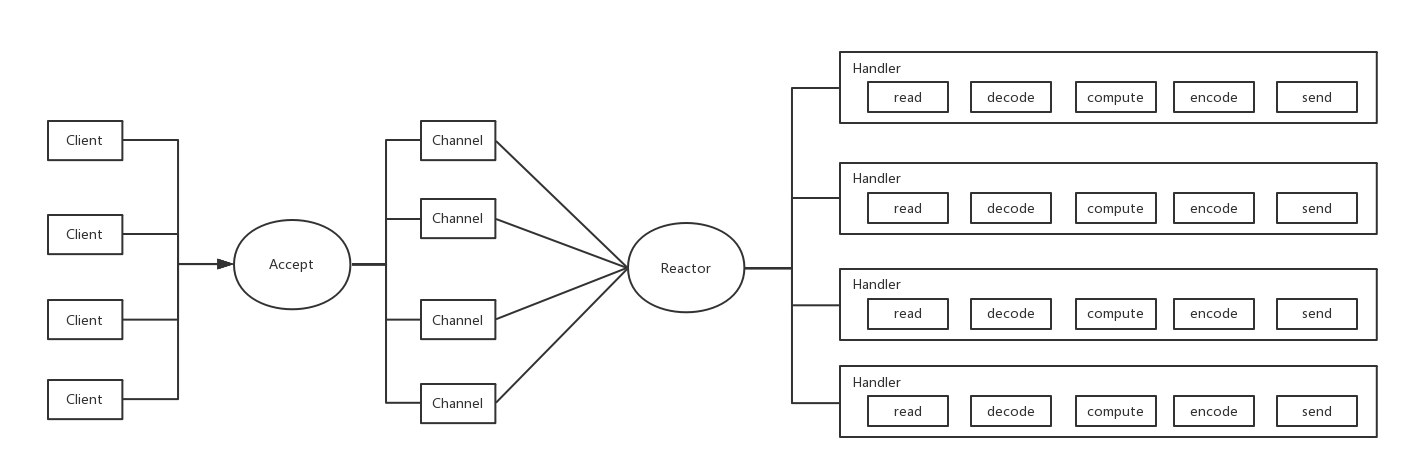 Client
Client
Client
Client
Accept
Channel
Channel
Channel
Channel
Reactor
Handler
read decode compute encode send
Handler
read decode compute encode send
Handler
read decode compute encode send
Handler
read decode compute encode send